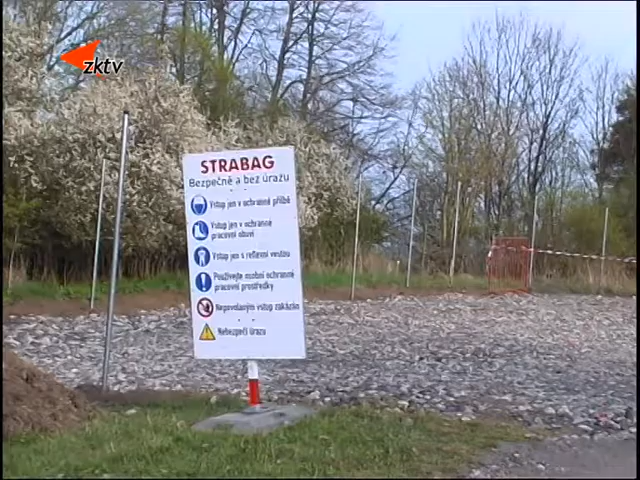 zktv
STRABAG
Bezpečně a bez úrazu
Vstup jen v ochranné přilbě
Vstup jen v ochranné
pracovní obuvi
Vstup jen s reflexní vestou
Používejte osobní ochranné
pracovní prostředky
Nepovolaným vstup zakázán
Nebezpečí úrazu